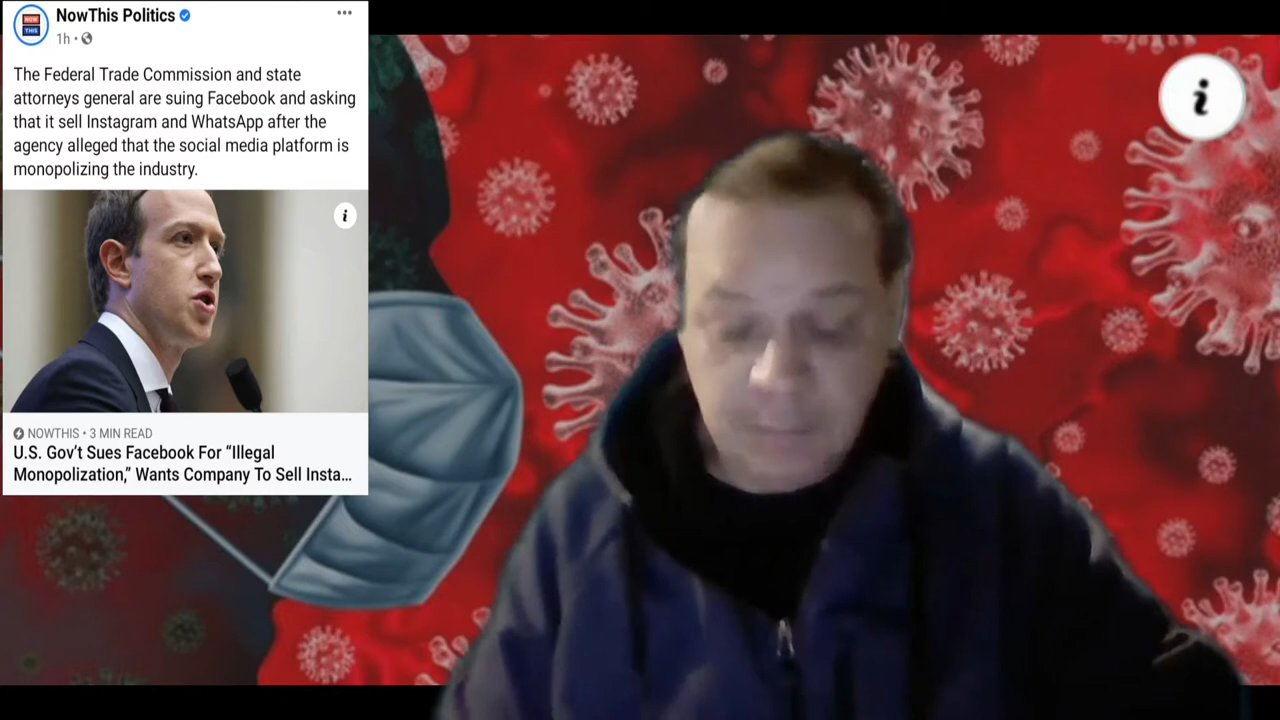 NOW
THIS
NowThis Politics
1h •
The Federal Trade Commission and state
attorneys general are suing Facebook and asking
that it sell Instagram and WhatsApp after the
agency alleged that the social media platform is
monopolizing the industry.
i
i
NOWTHIS • 3 MIN READ
U.S. Gov't Sues Facebook For “Illegal
Monopolization,” Wants Company To Sell Insta...